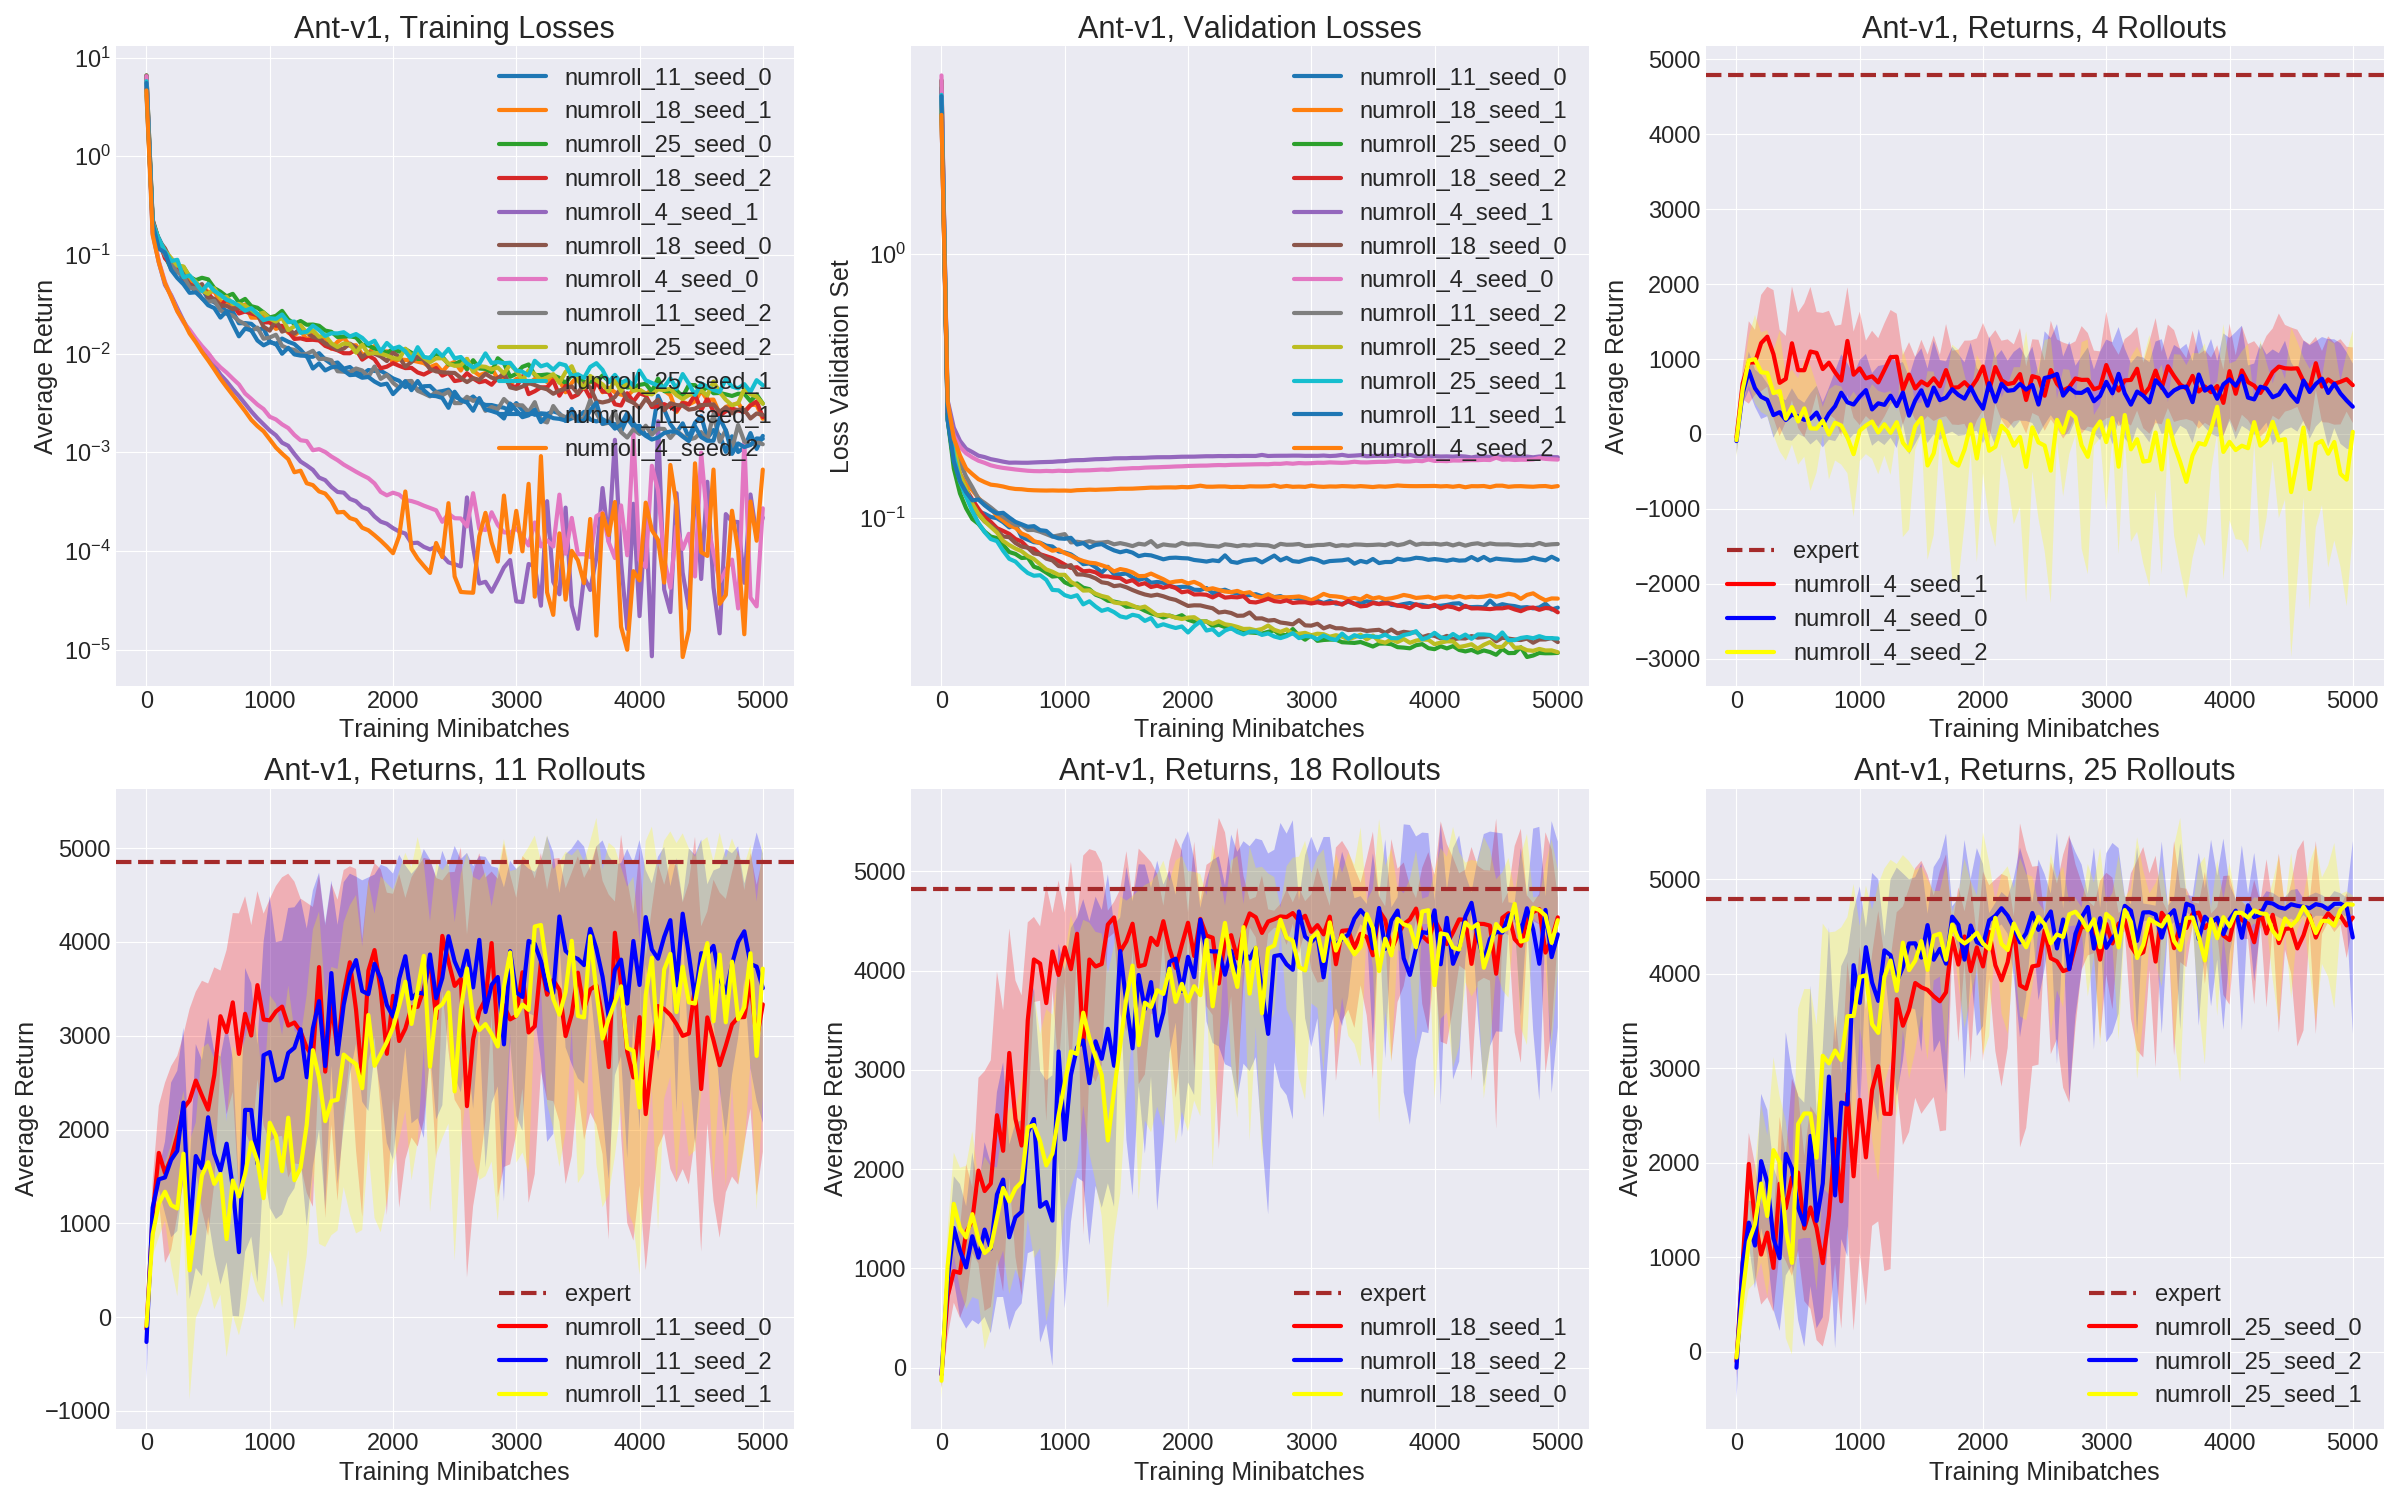 Ant-v1, Training Losses
Average Return
10^1
10^0
10^−1
10^−2
10^−3
10^−4
10^−5
numroll_11_seed_0
numroll_18_seed_1
numroll_25_seed_0
numroll_18_seed_2
numroll_4_seed_1
numroll_18_seed_0
numroll_4_seed_0
numroll_11_seed_2
numroll_25_seed_2
numroll_25_seed_1
numroll_11_seed_1
numroll_4_seed_2
0 1000 2000 3000 4000 5000
Training Minibatches
Ant-v1, Validation Losses
Loss Validation Set
10^0
10^−1
numroll_11_seed_0
numroll_18_seed_1
numroll_25_seed_0
numroll_18_seed_2
numroll_4_seed_1
numroll_18_seed_0
numroll_4_seed_0
numroll_11_seed_2
numroll_25_seed_2
numroll_25_seed_1
numroll_11_seed_1
numroll_4_seed_2
0 1000 2000 3000 4000 5000
Training Minibatches
Ant-v1, Returns, 4 Rollouts
Average Return
5000
4000
3000
2000
1000
0
−1000
−2000
−3000
expert
numroll_4_seed_1
numroll_4_seed_0
numroll_4_seed_2
0 1000 2000 3000 4000 5000
Training Minibatches
Ant-v1, Returns, 11 Rollouts
Average Return
5000
4000
3000
2000
1000
0
−1000
expert
numroll_11_seed_0
numroll_11_seed_2
numroll_11_seed_1
0 1000 2000 3000 4000 5000
Training Minibatches
Ant-v1, Returns, 18 Rollouts
Average Return
5000
4000
3000
2000
1000
0
expert
numroll_18_seed_1
numroll_18_seed_2
numroll_18_seed_0
0 1000 2000 3000 4000 5000
Training Minibatches
Ant-v1, Returns, 25 Rollouts
Average Return
5000
4000
3000
2000
1000
0
expert
numroll_25_seed_0
numroll_25_seed_2
numroll_25_seed_1
0 1000 2000 3000 4000 5000
Training Minibatches